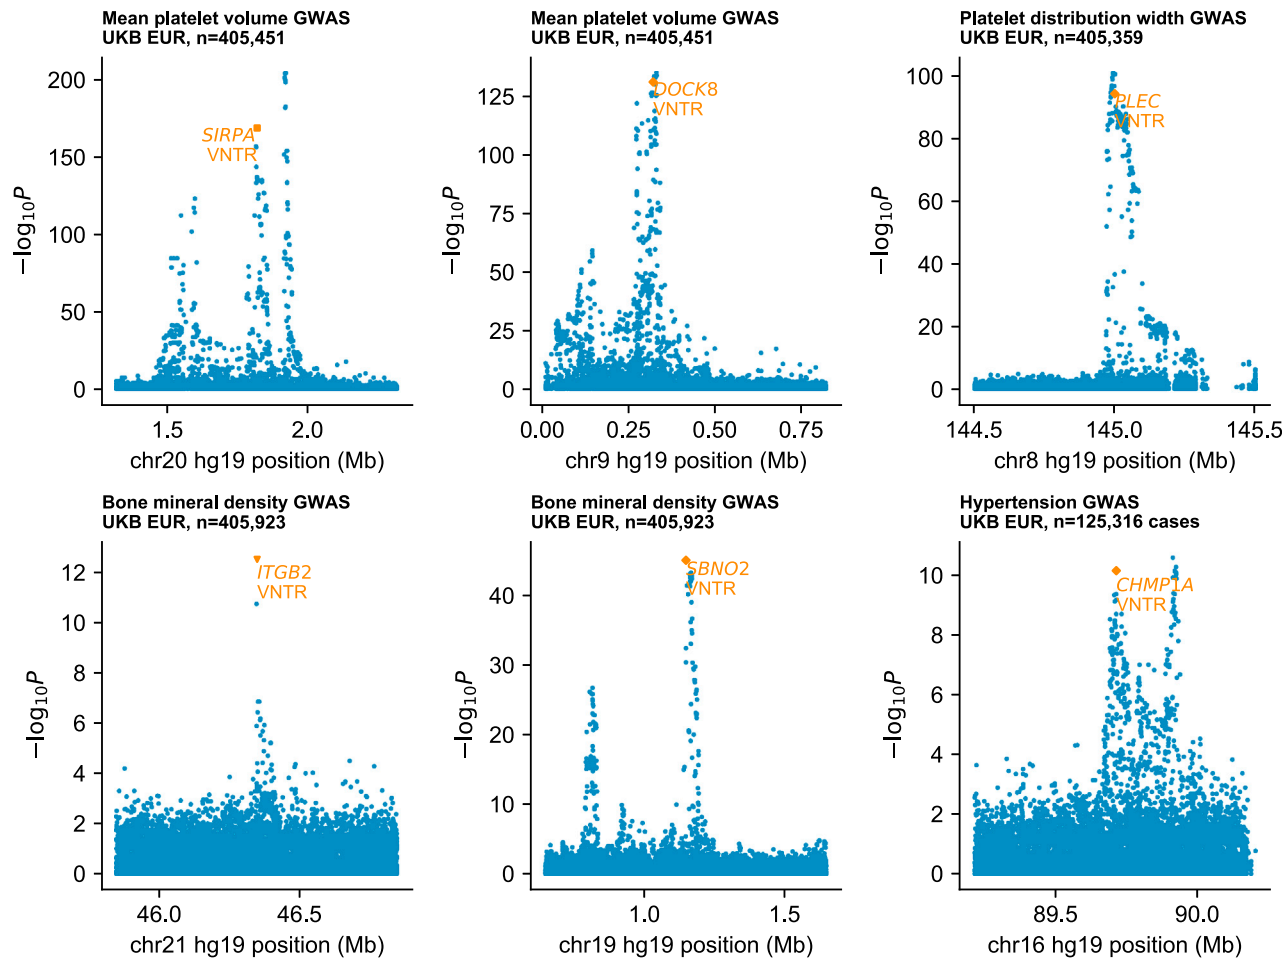 Mean platelet volume GWAS
UKB EUR, n=405,451
200
150
100
50
0
−log10P
SIRPA
VNTR
1.5
2.0
chr20 hg19 position (Mb)
Mean platelet volume GWAS
UKB EUR, n=405,451
125
100
75
50
25
0
−log10P
DOCK8
VNTR
0.00
0.25
0.50
0.75
chr9 hg19 position (Mb)
Platelet distribution width GWAS
UKB EUR, n=405,359
100
80
60
40
20
0
−log10P
PLEC
VNTR
144.5
145.0
145.5
chr8 hg19 position (Mb)
Bone mineral density GWAS
UKB EUR, n=405,923
12
10
8
6
4
2
0
−log10P
ITGB2
VNTR
46.0
46.5
chr21 hg19 position (Mb)
Bone mineral density GWAS
UKB EUR, n=405,923
40
30
20
10
0
−log10P
SBNO2
VNTR
1.0
1.5
chr19 hg19 position (Mb)
Hypertension GWAS
UKB EUR, n=125,316 cases
10
8
6
4
2
0
−log10P
CHMP1A
VNTR
89.5
90.0
chr16 hg19 position (Mb)